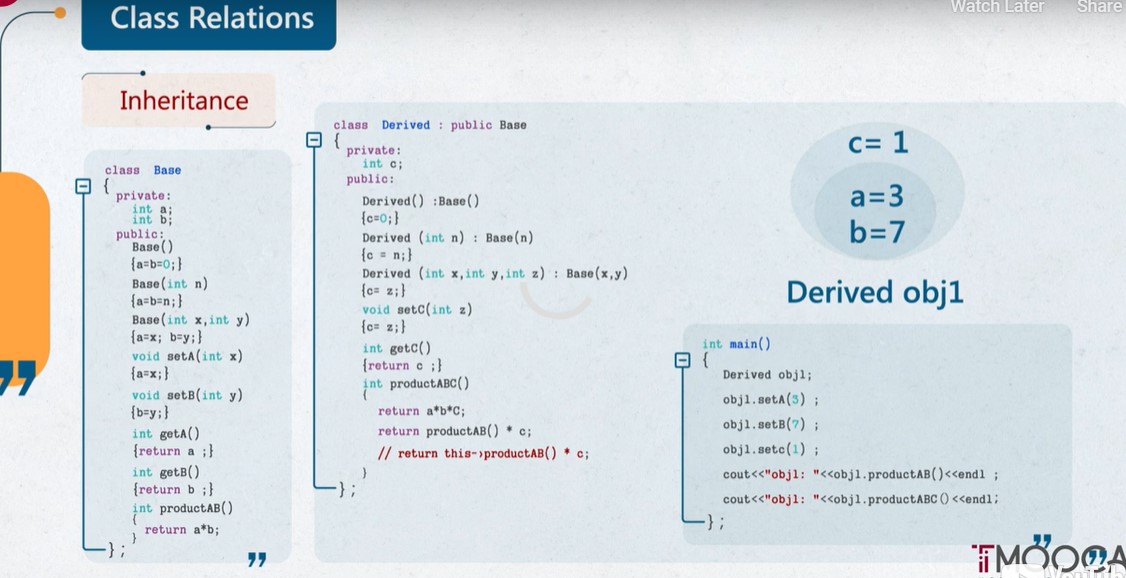 Watch Later Share
Class Relations
Inheritance
class Base
{
private:
int a;
int b;
public:
Base()
{a=b=0;}
Base(int n)
{a=b=n;}
Base(int x,int y)
{a=x; b=y;}
void setA(int x)
{a=x;}
void setB(int y)
{b=y;}
int getA()
{return a ;}
int getB()
{return b ;}
int productAB()
{
return a*b;
}
};
class Derived : public Base
{
private:
int c;
public:
Derived() :Base()
{c=0;}
Derived (int n) : Base(n)
{c = n;}
Derived (int x,int y,int z) : Base(x,y)
{c= z;}
void setC(int z)
{c= z;}
int getC()
{return c ;}
int productABC()
{
return a*b*C;
return productAB() * c;
// return this->productAB() * c;
}
};
c= 1
a=3
b=7
Derived obj1
int main()
{
Derived obj1;
obj1.setA(3) ;
obj1.setB(7) ;
obj1.setc(1) ;
cout<<"obj1: "<<obj1.productAB()<<endl ;
cout<<"obj1: "<<obj1.productABC()<<endl;
};